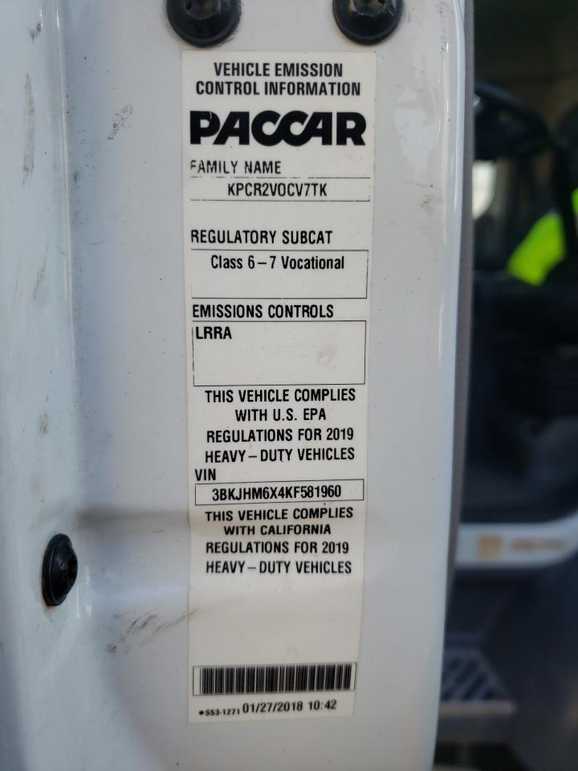 VEHICLE EMISSION
CONTROL INFORMATION
PACCAR
FAMILY NAME
KPCR2VOCV7TK
REGULATORY SUBCAT
Class 6-7 Vocational
EMISSIONS CONTROLS
LRRA
THIS VEHICLE COMPLIES
WITH U.S. EPA
REGULATIONS FOR 2019
HEAVY-DUTY VEHICLES
VIN
3BKJHM6X4KF581960
THIS VEHICLE COMPLIES
WITH CALIFORNIA
REGULATIONS FOR 2019
HEAVY-DUTY VEHICLES
*S53-1271 01/27/2018 10:42